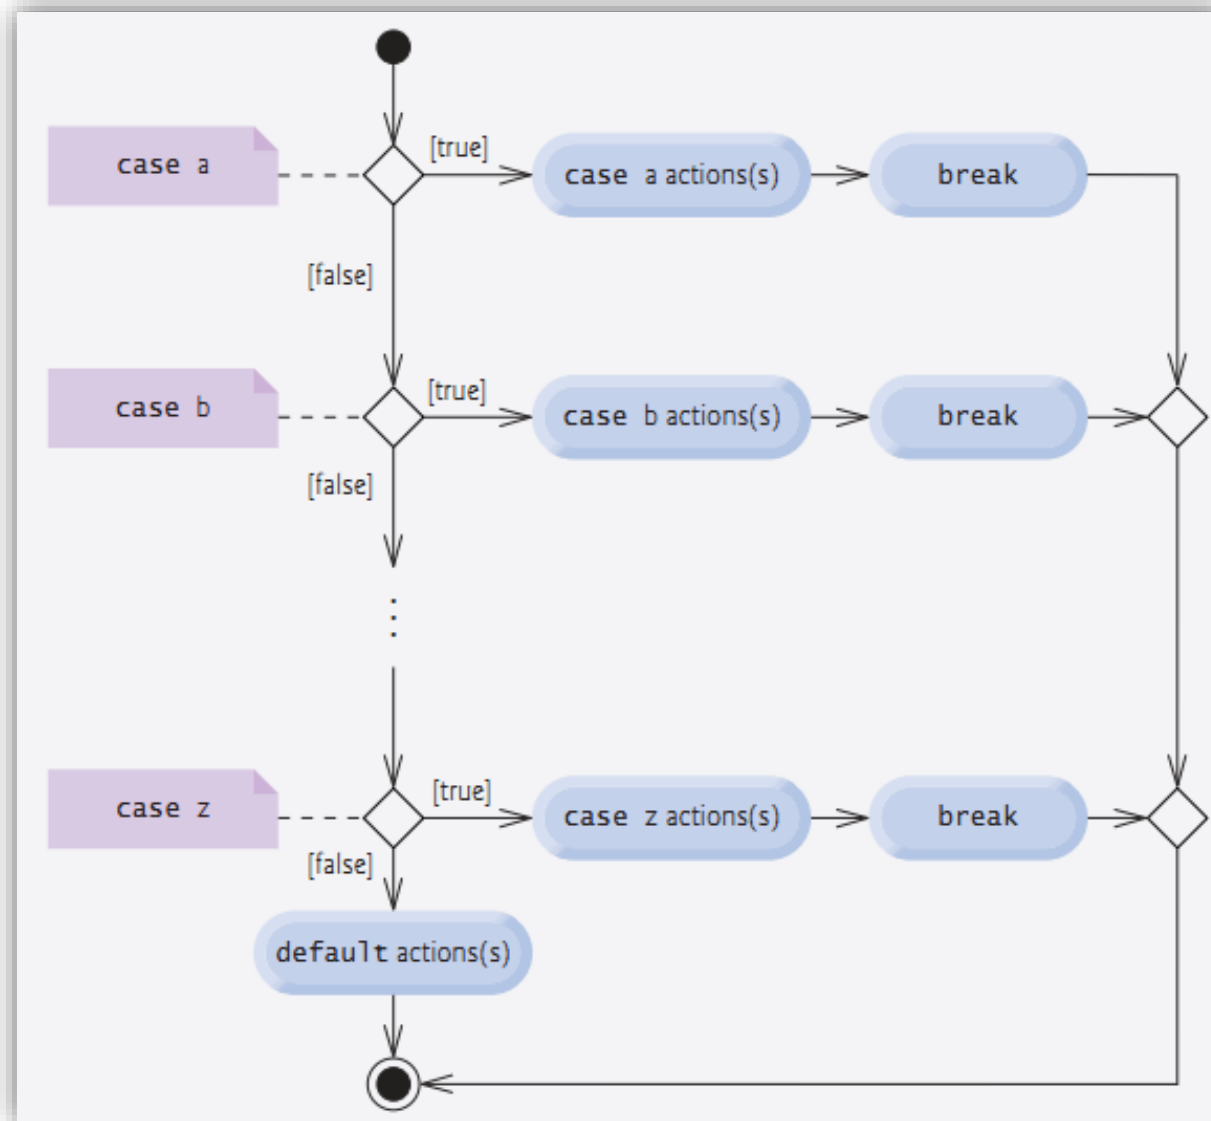 case a
[true]
case a actions(s)
break
[false]
case b
[true]
case b actions(s)
break
[false]
case z
[true]
case z actions(s)
break
[false]
default actions(s)